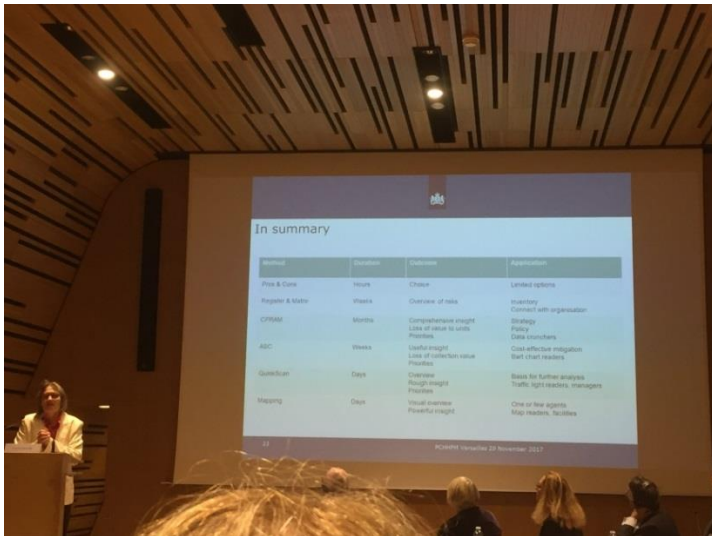 In summary
Method Duration Outcome Application
Pros & Cons Hours Choice Limited options
Register & Matrix Weeks Overview of risks Inventory
Connect with organisation
CPRAM Months Comprehensive insight Strategy
Loss of value to units Policy
Priorities Data crunchers
ABC Weeks Useful insight Cost-effective mitigation
Loss of collection value Bart chart readers
Priorities
QuiskScan Days Overview Basis for further analysis
Rough insight Traffic light readers, managers
Priorities
Mapping Days Visual overview One or few agents
Powerful insight Map readers, facilities
23 Versailles 29 November 2017